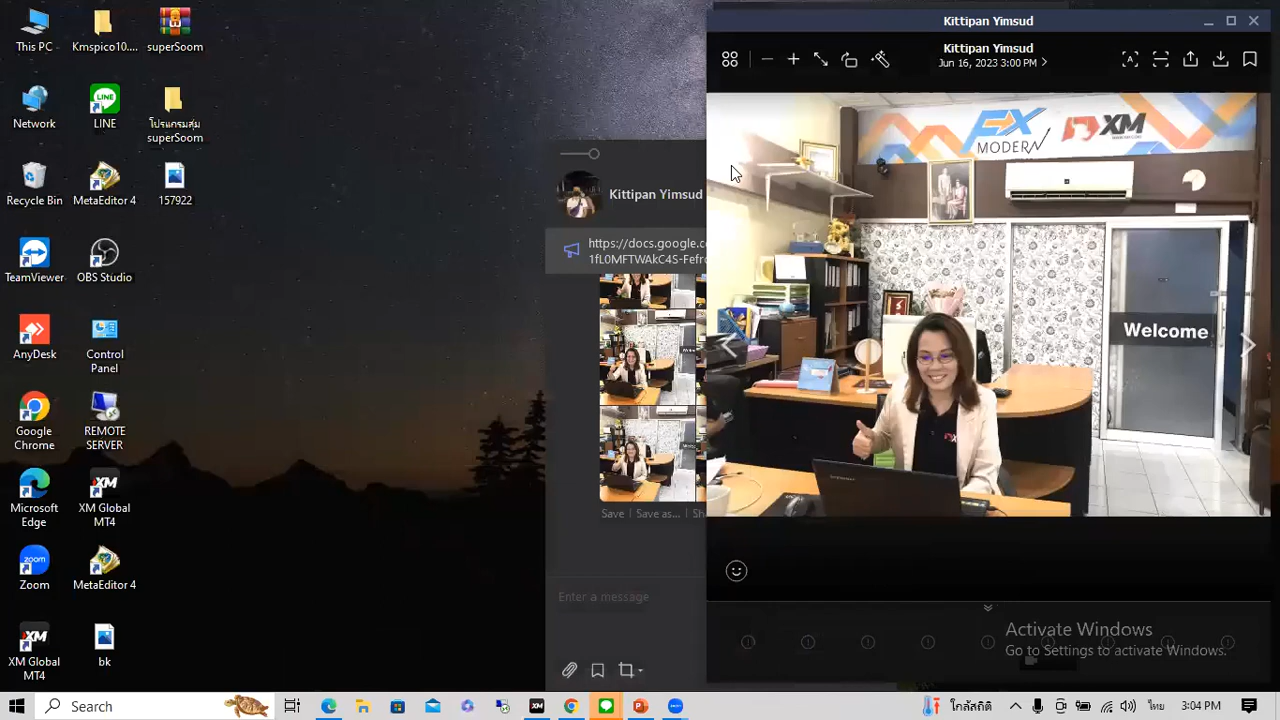 This PC
Kmspico10....
superSoom
Network
LINE
โปรแกรมสุ่ม
superSoom
Recycle Bin
MetaEditor 4
157922
TeamViewer
OBS Studio
AnyDesk
Control
Panel
Google
Chrome
REMOTE
SERVER
Microsoft
Edge
XM Global
MT4
Zoom
MetaEditor 4
XM Global
MT4
bk
Kittipan Yimsud
https://docs.google.c
Save
Save as...
Enter a message
Kittipan Yimsud
Kittipan Yimsud
Jun 16, 2023 3:00 PM
FX
MODERN
XM
Welcome
Activate Windows
Go to Settings to activate Windows.
Search
ใกล้สถิติ
ไทย
3:04 PM